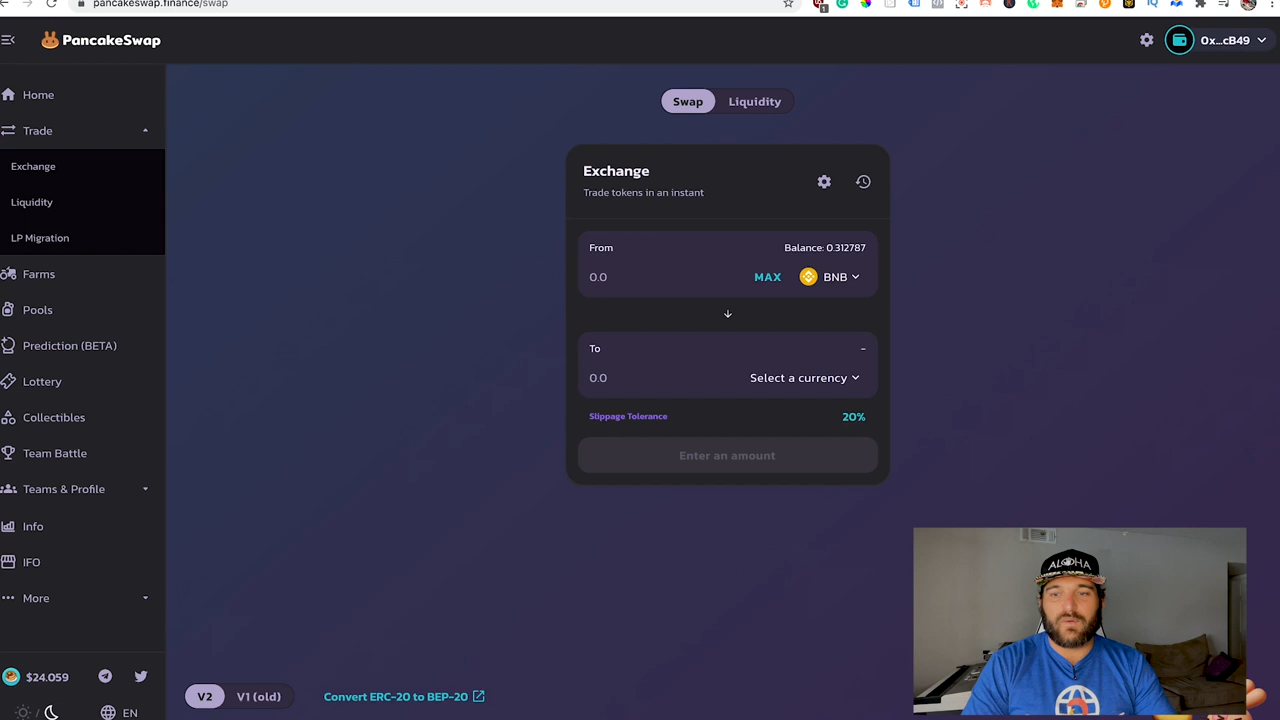 pancakeswap.finance/swap
1
PancakeSwap
0x...cB49
Home
Trade
Exchange
Liquidity
LP Migration
Farms
Pools
Prediction (BETA)
Lottery
Collectibles
Team Battle
Teams & Profile
Info
IFO
More
$24.059
EN
Swap
Liquidity
Exchange
Trade tokens in an instant
From
Balance: 0.312787
0.0
MAX
BNB
To
-
0.0
Select a currency
Slippage Tolerance
20%
Enter an amount
V2
V1 (old)
Convert ERC-20 to BEP-20
ALOHA